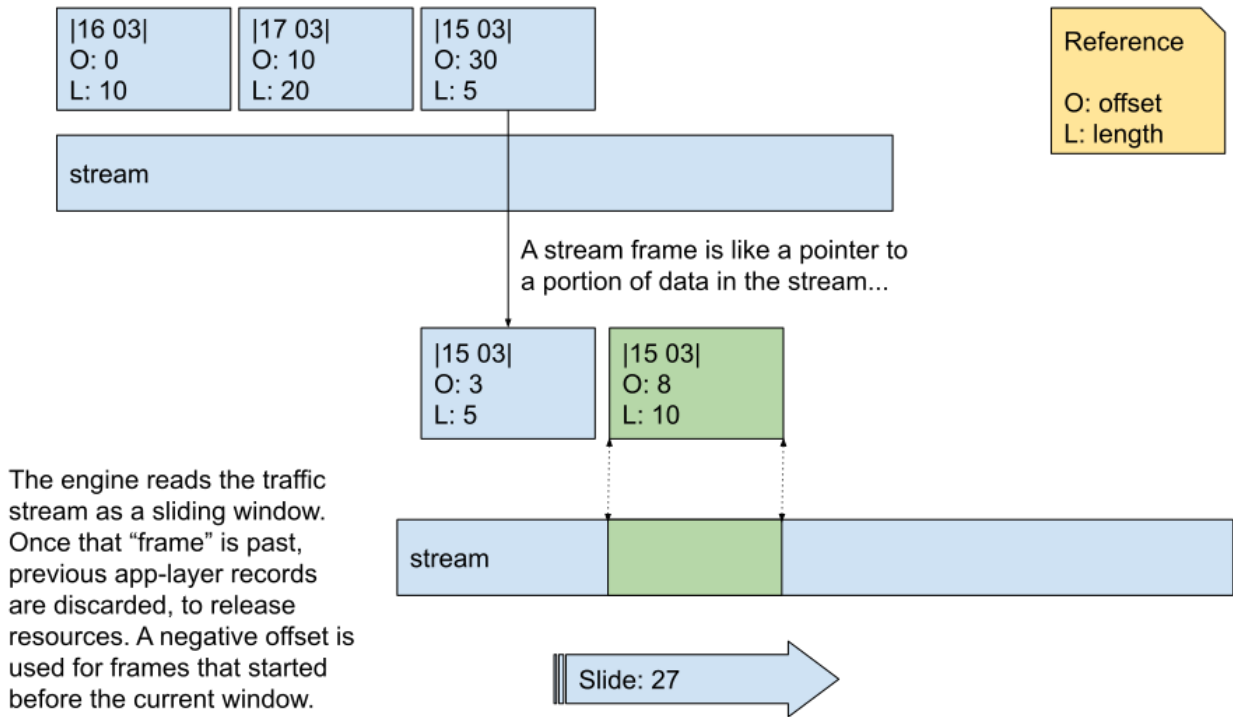 |16 03|
O: 0
L: 10
|17 03|
O: 10
L: 20
|15 03|
O: 30
L: 5
Reference
O: offset
L: length
stream
A stream frame is like a pointer to
a portion of data in the stream...
|15 03|
O: 3
L: 5
|15 03|
O: 8
L: 10
The engine reads the traffic
stream as a sliding window.
Once that “frame” is past,
previous app-layer records
are discarded, to release
resources. A negative offset is
used for frames that started
before the current window.
stream
Slide: 27